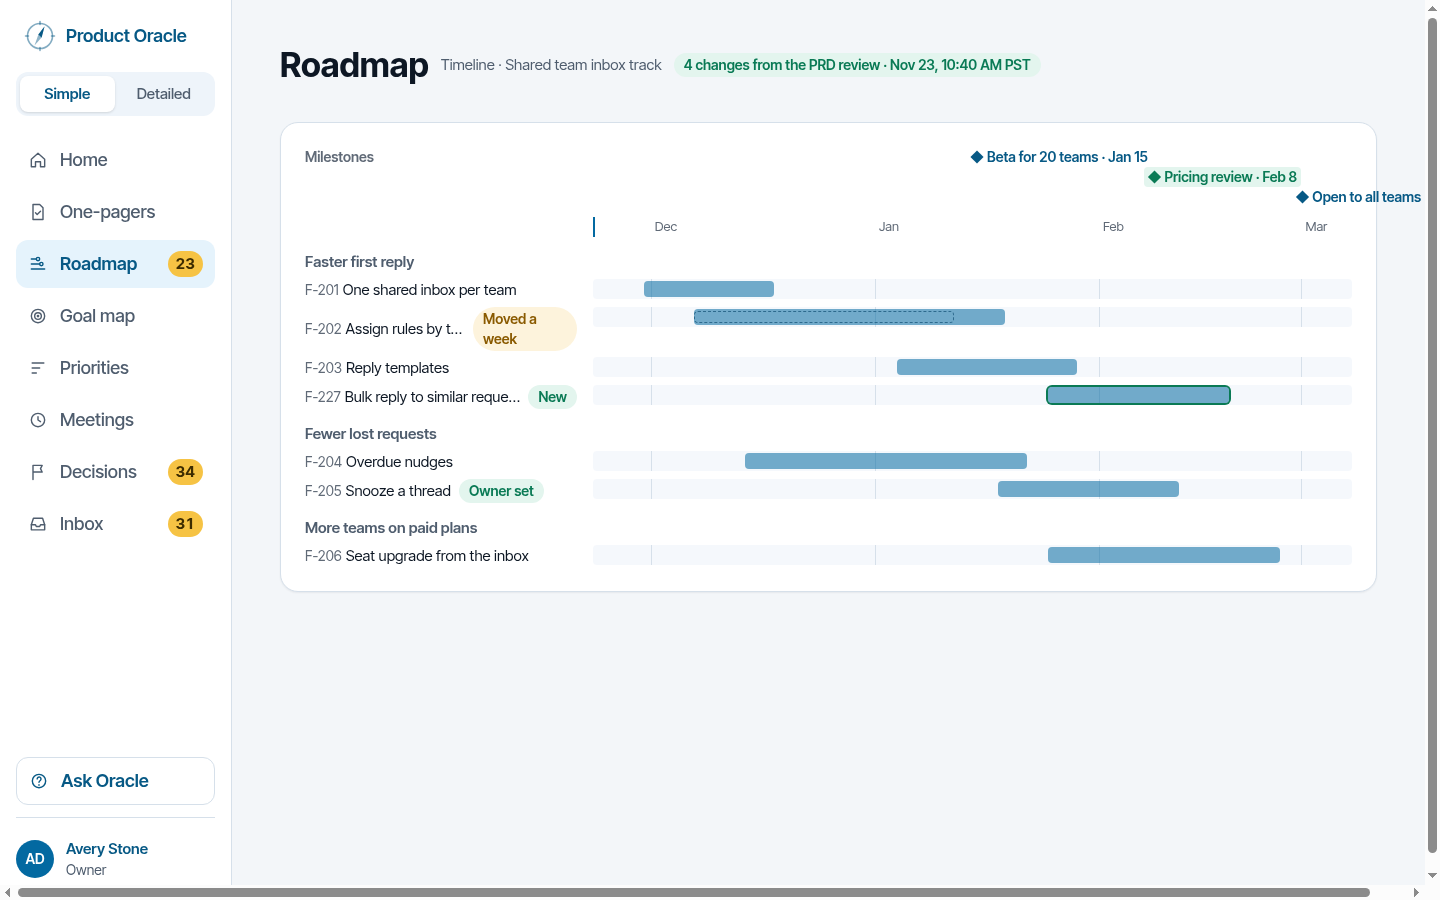 Product Oracle
Simple
Detailed
Home
One-pagers
Roadmap 23
Goal map
Priorities
Meetings
Decisions 34
Inbox 31
Ask Oracle
AD
Avery Stone
Owner
Roadmap
Timeline · Shared team inbox track
4 changes from the PRD review · Nov 23, 10:40 AM PST
Milestones
Beta for 20 teams · Jan 15
Pricing review · Feb 8
Open to all teams
Dec
Jan
Feb
Mar
Faster first reply
F-201 One shared inbox per team
F-202 Assign rules by t...
Moved a
week
F-203 Reply templates
F-227 Bulk reply to similar reque...
New
Fewer lost requests
F-204 Overdue nudges
F-205 Snooze a thread
Owner set
More teams on paid plans
F-206 Seat upgrade from the inbox